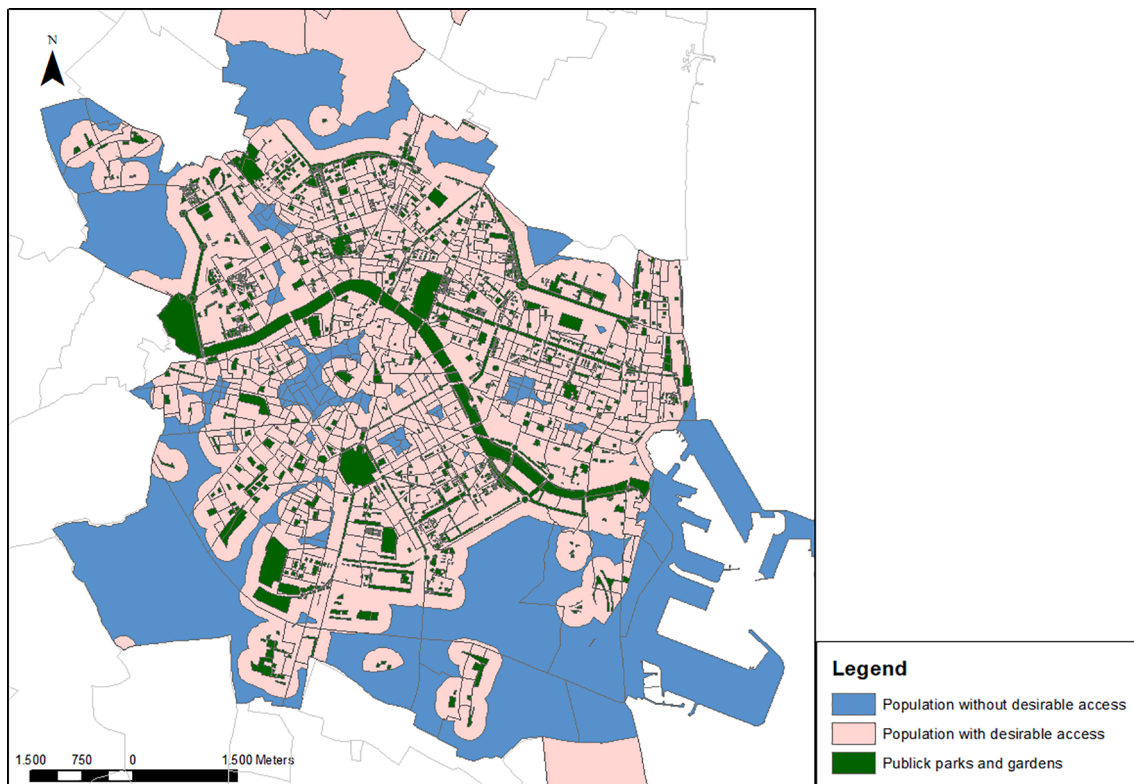 N
1.500 750 0 1.500 Meters
Legend
Population without desirable access
Population with desirable access
Publick parks and gardens